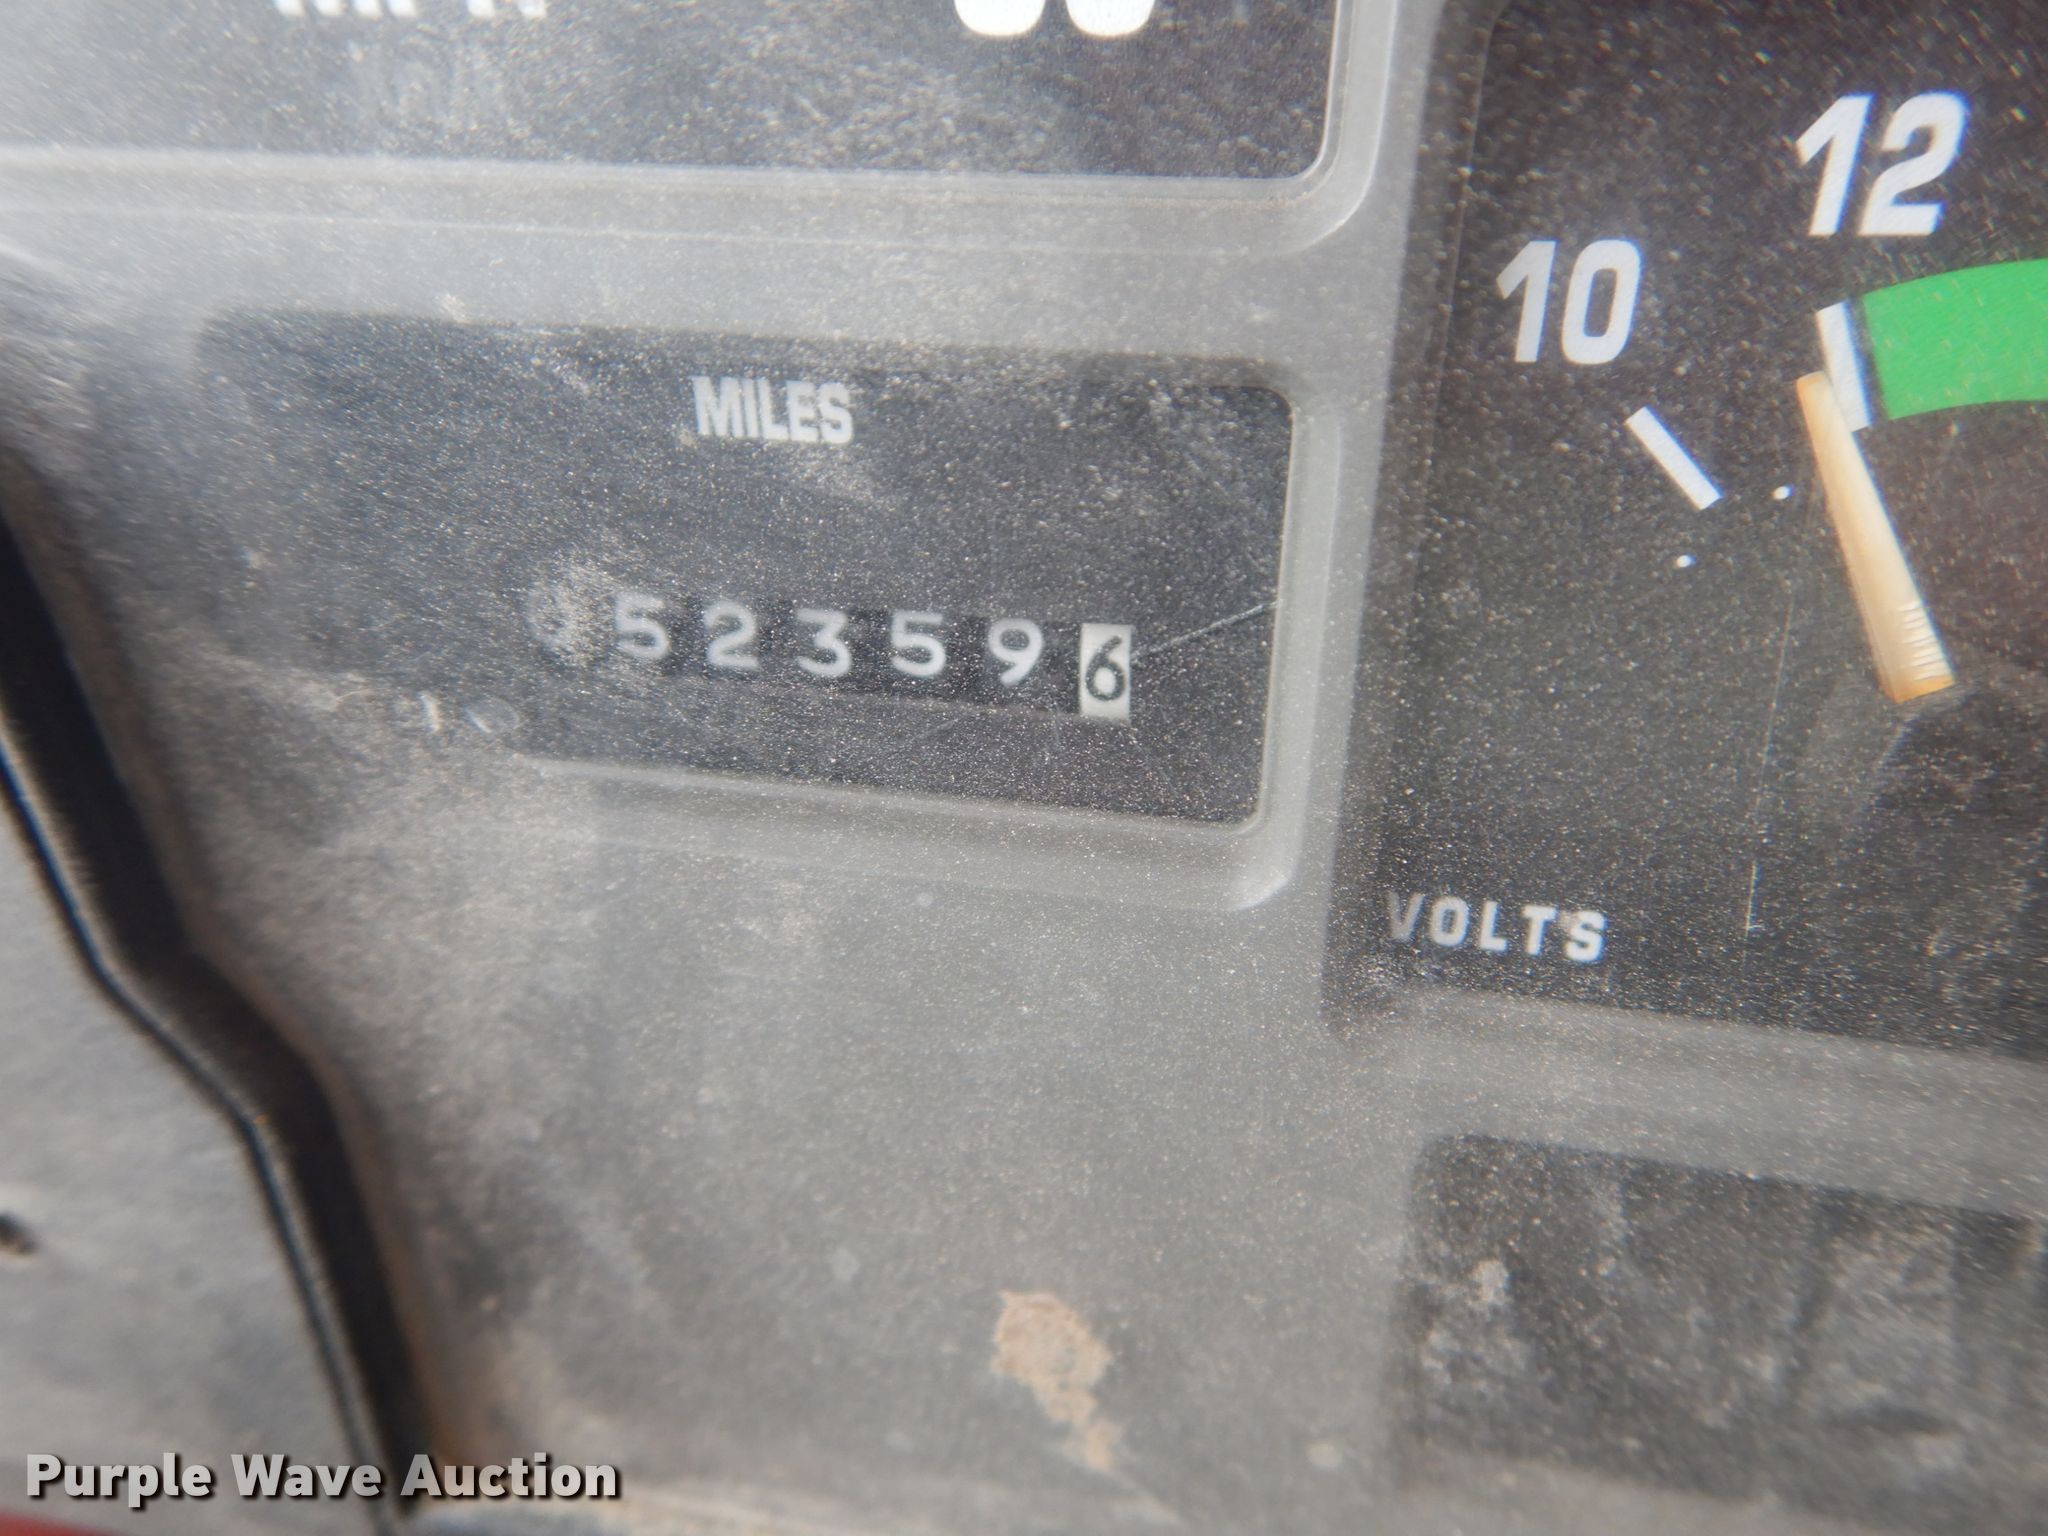 12
10
MILES
523596
VOLTS
Purple Wave Auction